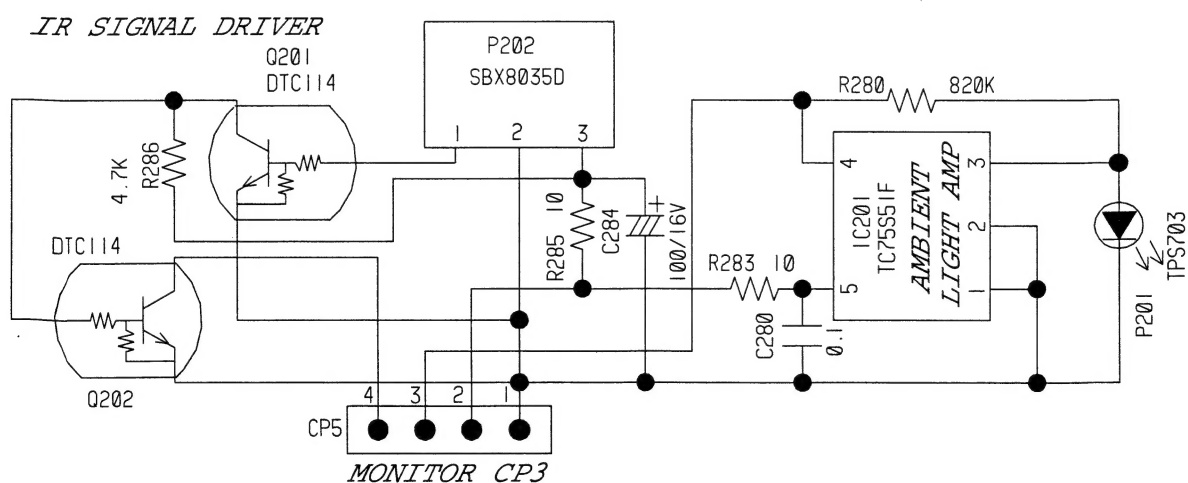 IR SIGNAL DRIVER
Q201
DTC114
P202
SBX8035D
1 2 3
R280 820K
4.7K
R286
4
3
IC201
TC75S51F
AMBIENT
LIGHT AMP
2
5
1
DTC114
R285
10
C284
+
100/16V
R283 10
C280
0.1
P201
TPS703
Q202
4 3 2 1
CP5
MONITOR CP3